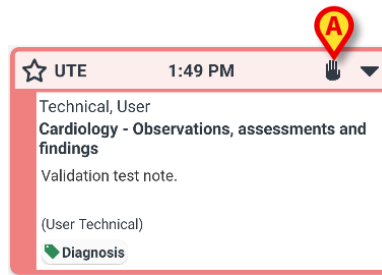 A
UTE 1:49 PM
Technical, User
Cardiology - Observations, assessments and
findings
Validation test note.
(User Technical)
Diagnosis